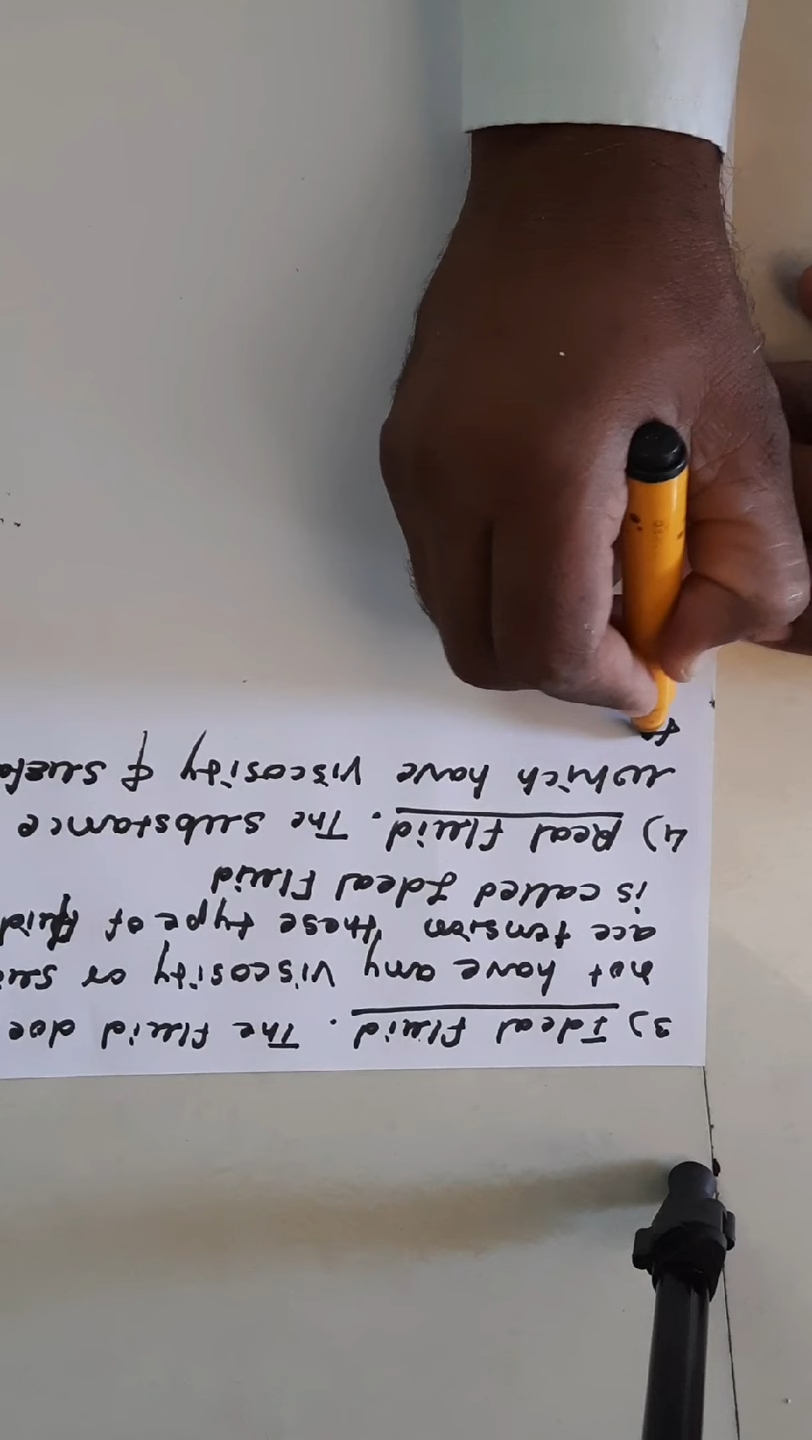 3) Ideal Fluid. The fluid doe
not have any viscosity or su
ace tension these type of fluid
is called Ideal Fluid
4) Real fluid. The substance
which have viscosity & surfa